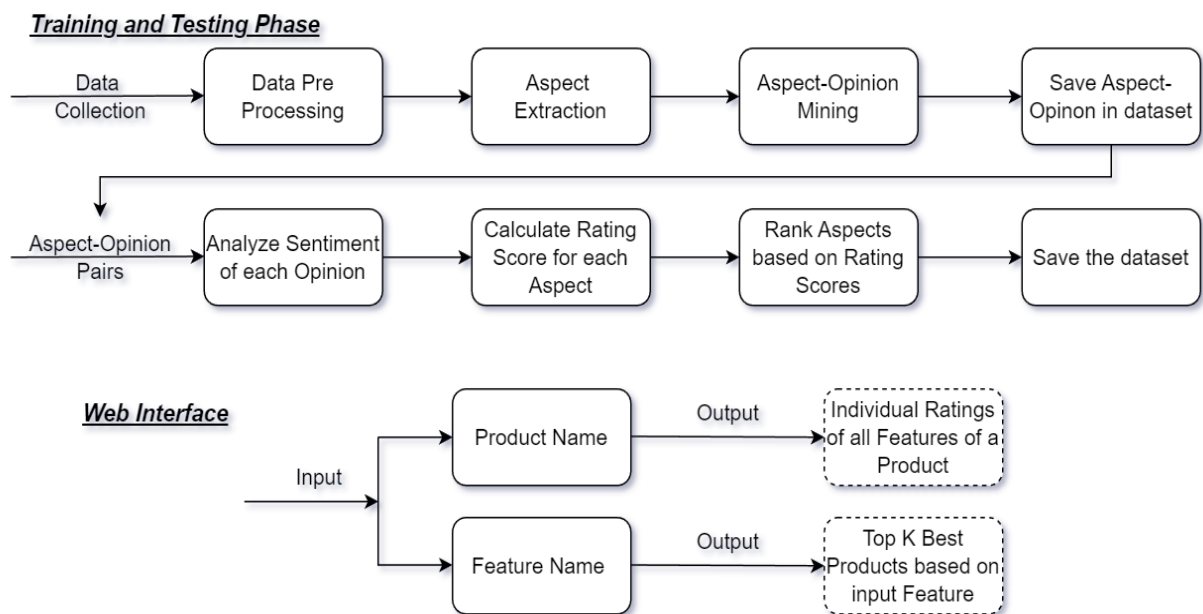 Training and Testing Phase
Data
Collection
Data Pre
Processing
Aspect
Extraction
Aspect-Opinion
Mining
Save Aspect-
Opinon in dataset
Aspect-Opinion
Pairs
Analyze Sentiment
of each Opinion
Calculate Rating
Score for each
Aspect
Rank Aspects
based on Rating
Scores
Save the dataset
Web Interface
Input
Product Name
Output
Individual Ratings
of all Features of a
Product
Feature Name
Output
Top K Best
Products based on
input Feature